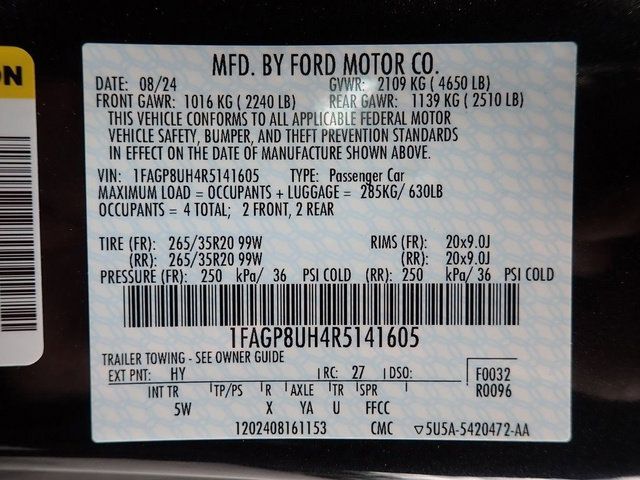 ON
MFD. BY FORD MOTOR CO.
DATE: 08/24 GVWR: 2109 KG ( 4650 LB)
FRONT GAWR: 1016 KG ( 2240 LB) REAR GAWR: 1139 KG ( 2510 LB)
THIS VEHICLE CONFORMS TO ALL APPLICABLE FEDERAL MOTOR
VEHICLE SAFETY, BUMPER, AND THEFT PREVENTION STANDARDS
IN EFFECT ON THE DATE OF MANUFACTURE SHOWN ABOVE.
VIN: 1FAGP8UH4R5141605 TYPE: Passenger Car
MAXIMUM LOAD = OCCUPANTS + LUGGAGE = 285KG/ 630LB
OCCUPANTS = 4 TOTAL; 2 FRONT, 2 REAR
TIRE (FR): 265/35R20 99W RIMS (FR): 20x9.0J
(RR): 265/35R20 99W (RR): 20x9.0J
PRESSURE (FR): 250 kPa/ 36 PSI COLD (RR): 250 kPa/ 36 PSI COLD
1FAGP8UH4R5141605
TRAILER TOWING - SEE OWNER GUIDE
EXT PNT: HY RC: 27 DSO: F0032
INT TR TP/PS R AXLE TR SPR R0096
5W X YA U FFCC
1202408161153 CMC ▽5U5A-5420472-AA